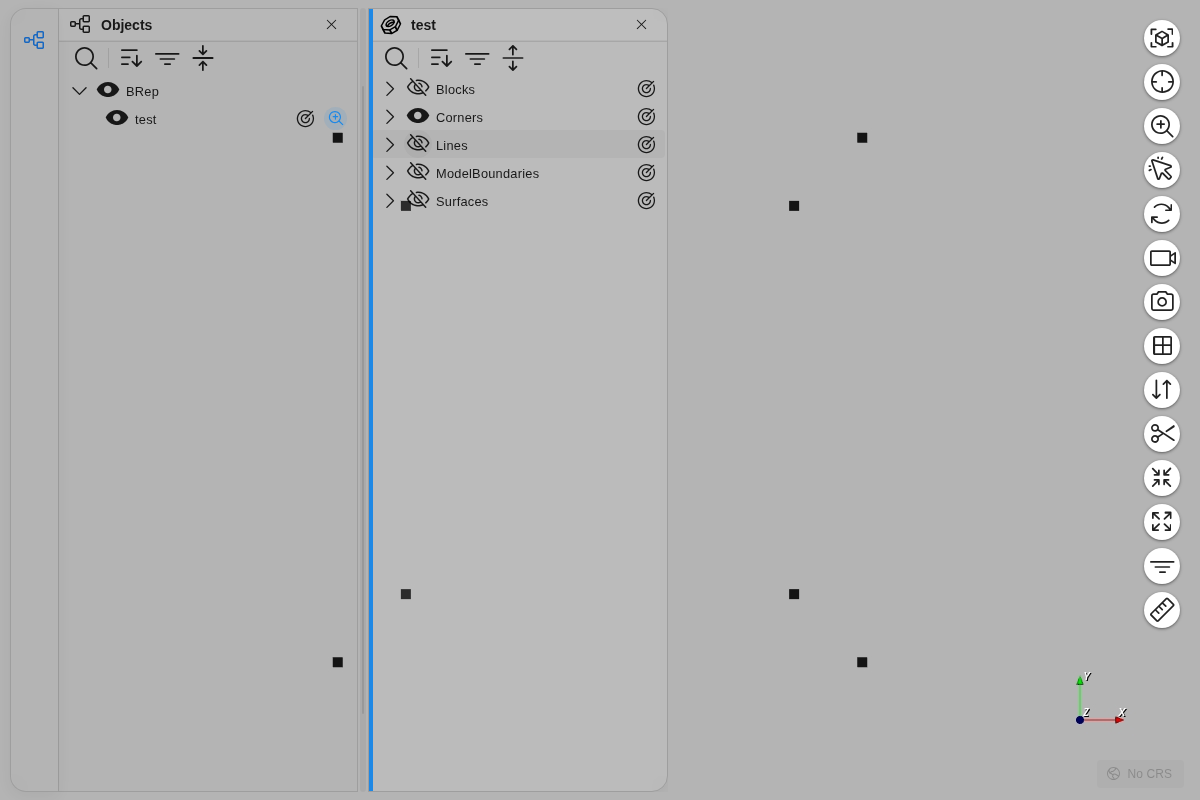 Objects
BRep
test
test
Blocks
Corners
Lines
ModelBoundaries
Surfaces
Y
Z
X
No CRS